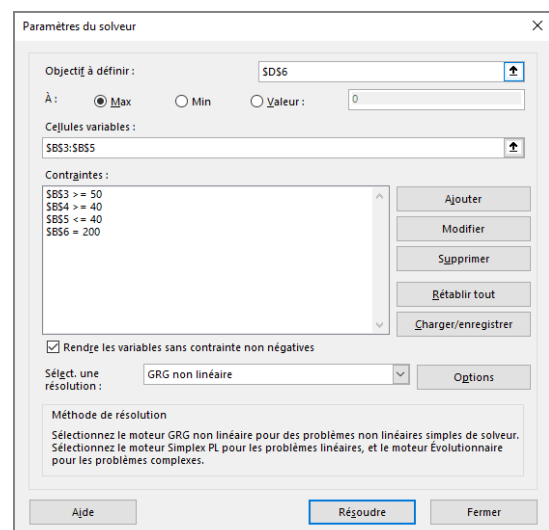 Paramètres du solveur
Objectif à définir :
$D$6
À :
Max
Min
Valeur :
0
Cellules variables :
$B$3:$B$5
Contraintes :
$B$3 >= 50
$B$4 >= 40
$B$5 <= 40
$B$6 = 200
Ajouter
Modifier
Supprimer
Rétablir tout
Charger/enregistrer
Rendre les variables sans contrainte non négatives
Sélect. une
résolution :
GRG non linéaire
Options
Méthode de résolution
Sélectionnez le moteur GRG non linéaire pour des problèmes non linéaires simples de solveur.
Sélectionnez le moteur Simplex PL pour les problèmes linéaires, et le moteur Évolutionnaire
pour les problèmes complexes.
Aide
Résoudre
Fermer